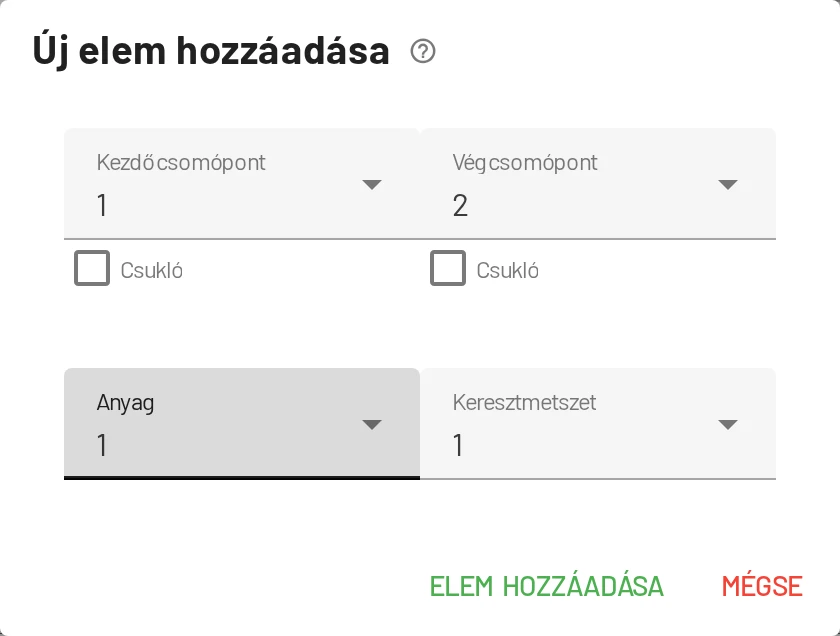 Új elem hozzáadása
Kezdőcsomópont
Végcsomópont
1
2
Csukló
Csukló
Anyag
Keresztmetszet
1
1
ELEM HOZZÁADÁSA
MÉGSE